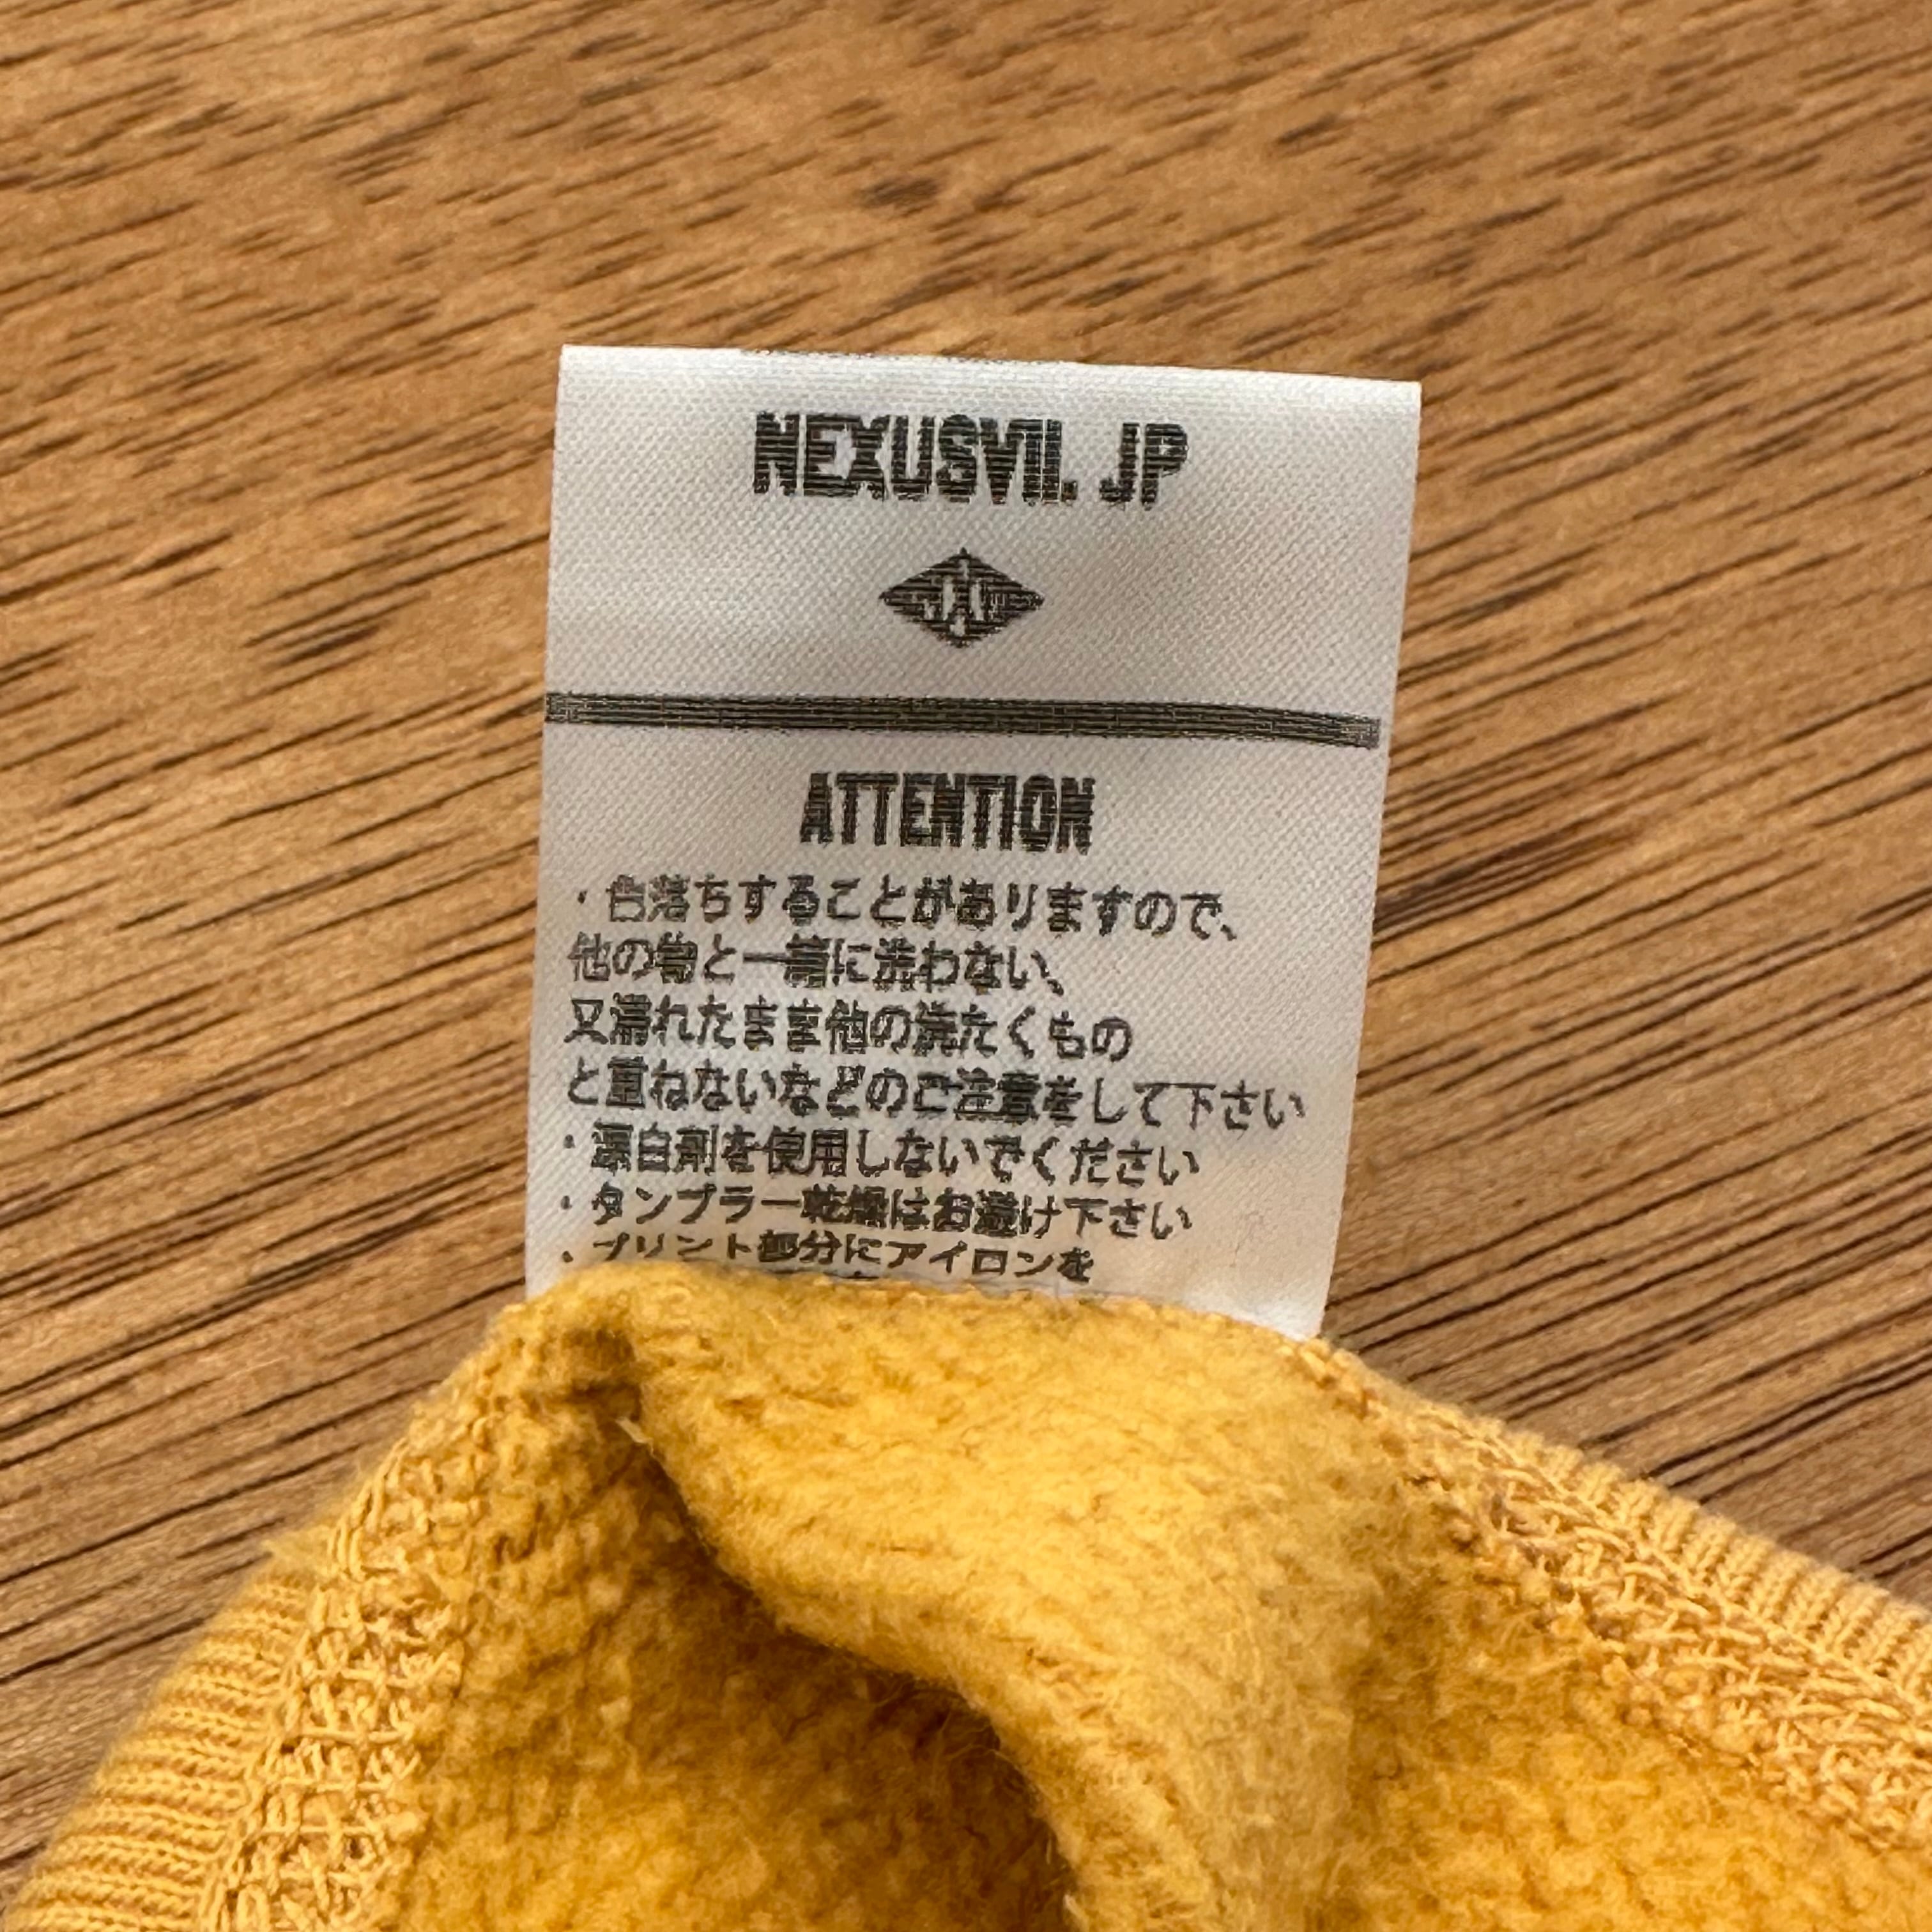 NEXUSVII. JP
ATTENTION
・色落ちすることがありますので、
他の物と一緒に洗わない、
又濡れたまま他の洗たくもの
と重ねないなどのご注意をして下さい
・漂白剤を使用しないでください
・タンブラー乾燥はお避け下さい
・プリント部分にアイロンを